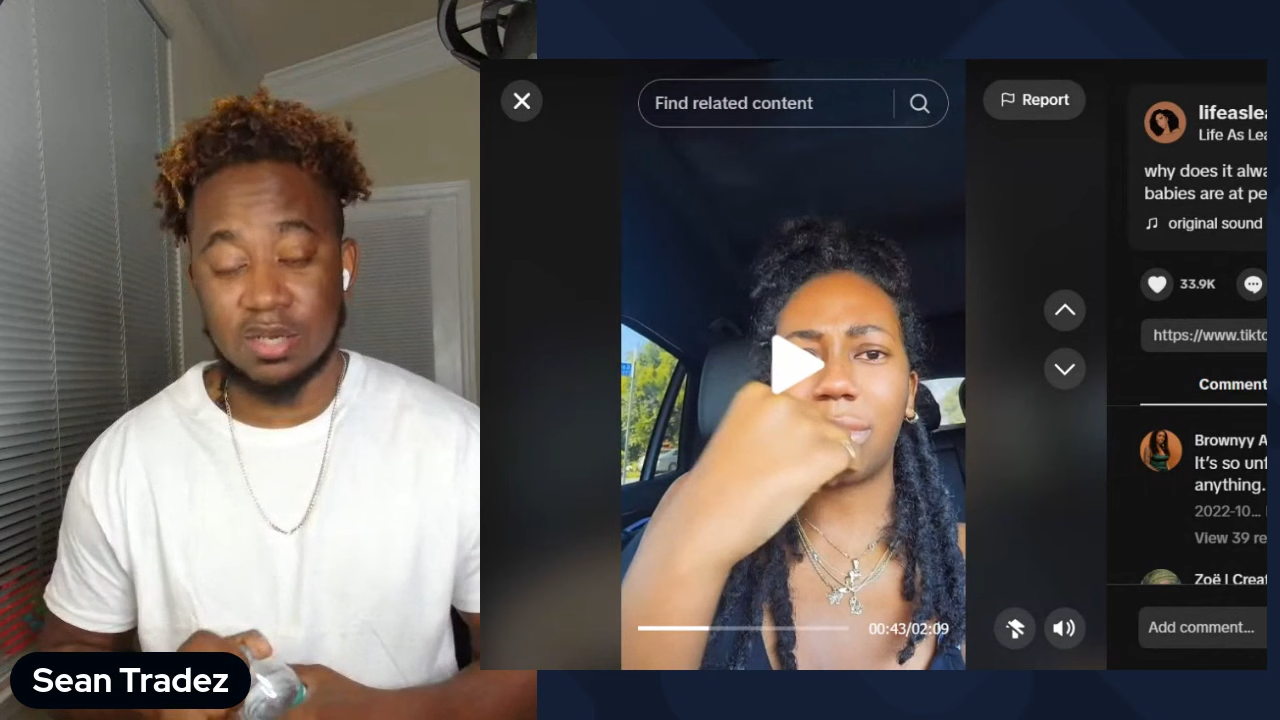 Find related content
Report
lifeaslea
Life As Lea
why does it alwa
babies are at pe
original sound
33.9K
https://www.tiktc
Comment
Brownyy A
It's so unf
anything.
2022-10...
View 39 re
Zoë | Creat
Add comment...
00:43/02:09
Sean Tradez